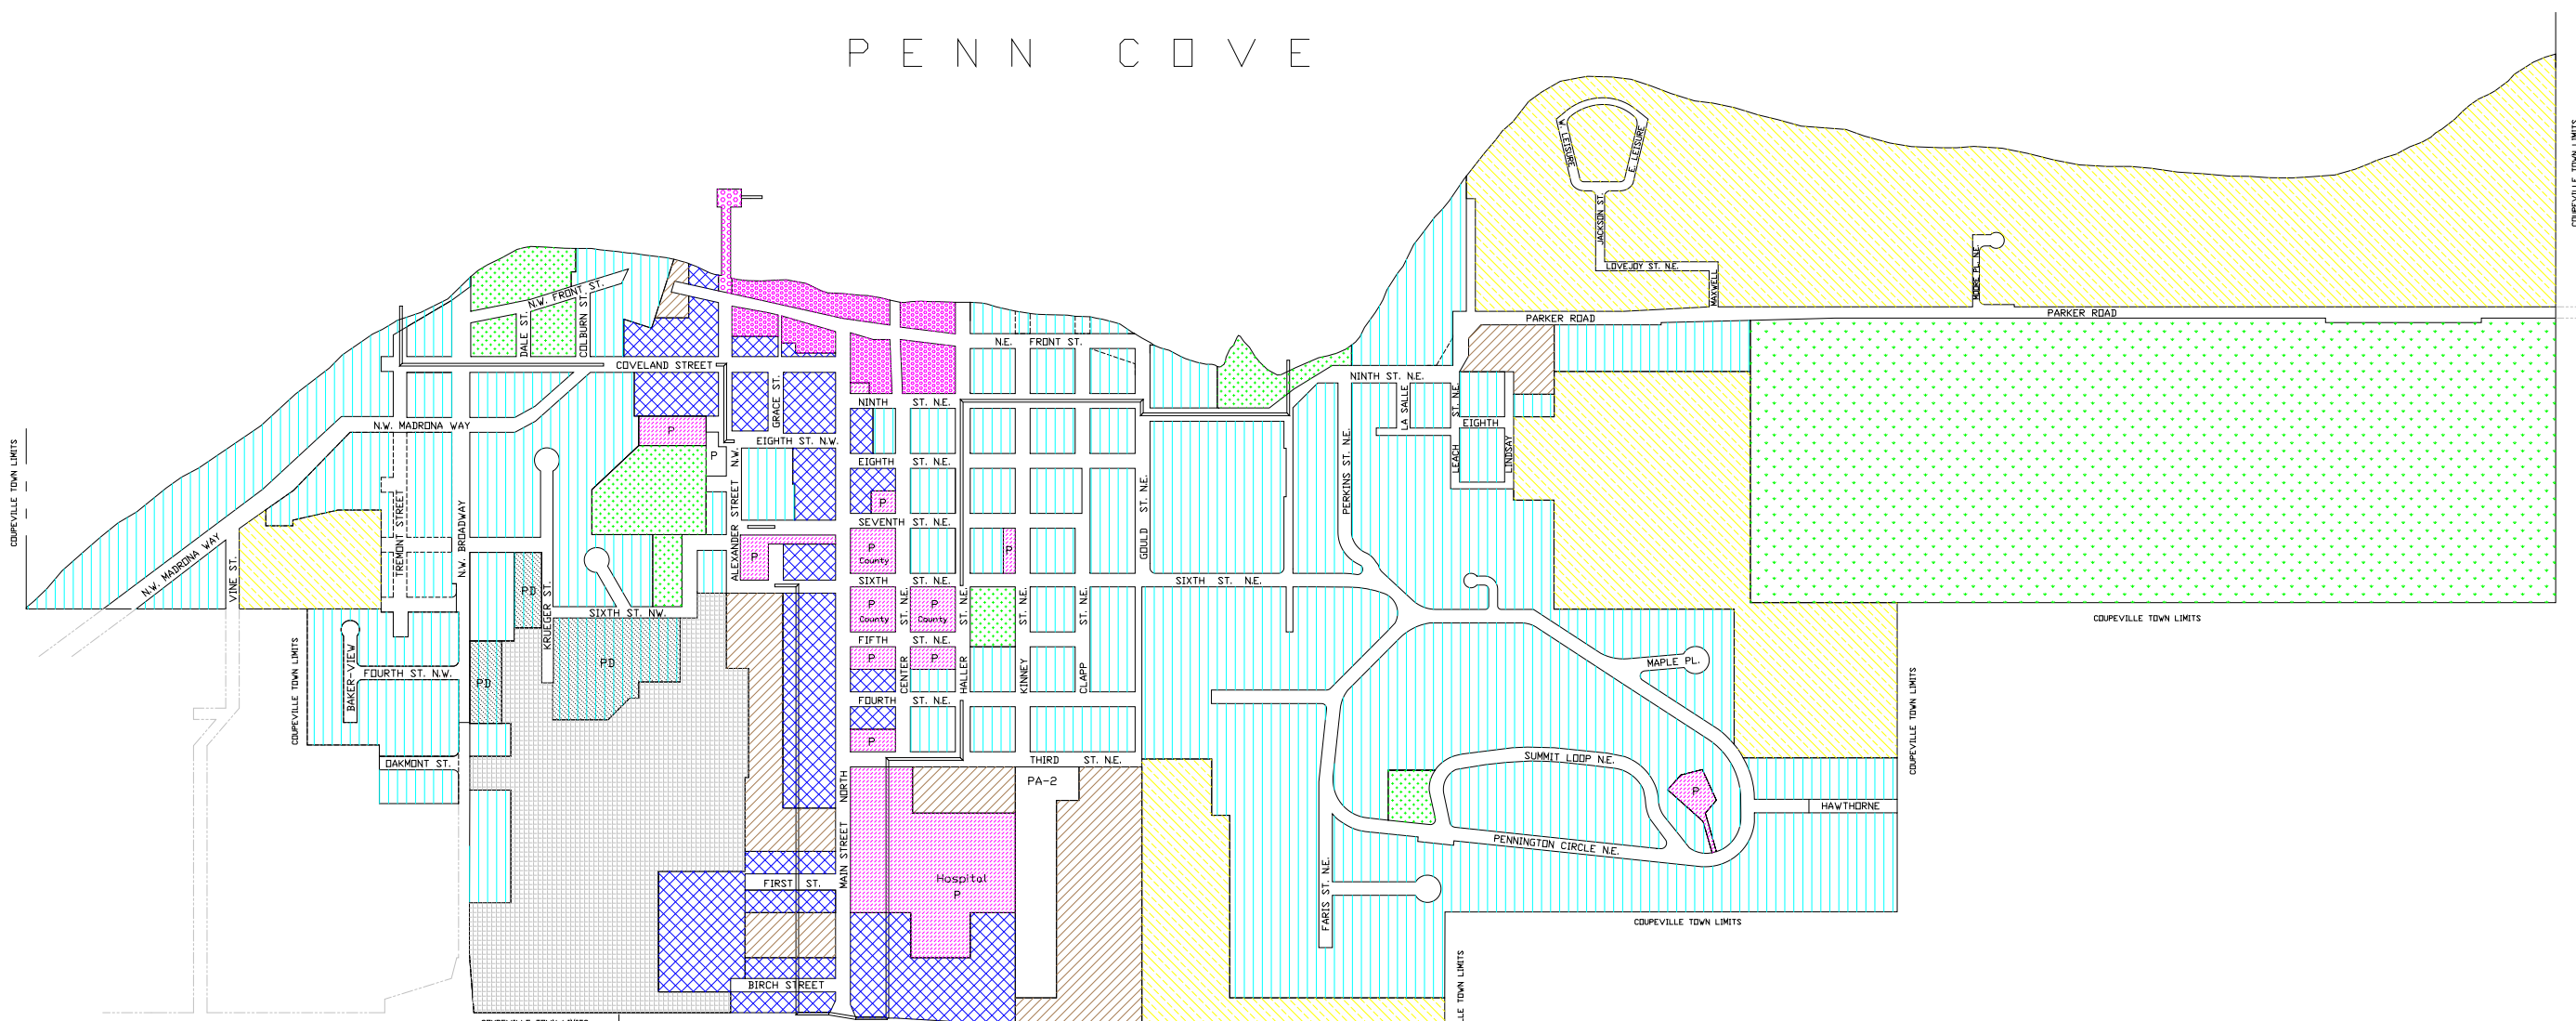 PENN COVE
W. LEISURE
E. LEISURE
JACKSON ST.
LOVEJOY ST. N.E.
MAXWELL
MOORE PL. N.E.
PARKER ROAD
PARKER ROAD
COUPEVILLE TOWN LIMITS
N.W. FRONT ST.
DALE ST.
COLBURN ST.
COVELAND STREET
N.E. FRONT ST.
GRACE ST.
NINTH ST. N.E.
NINTH ST. N.E.
LA SALLE
ST. N.E.
N.W. MADRONA WAY
P
EIGHTH ST. N.W.
EIGHTH
LEACH
LINDSAY
P
N.W.
EIGHTH ST. N.E.
PERKINS ST. N.E.
COUPEVILLE TOWN LIMITS
TREMONT STREET
N.W. BROADWAY
ALEXANDER STREET
P
GOULD ST. N.E.
SEVENTH ST. N.E.
N.W. MADRONA WAY
VINE ST.
P
P
County
P
PD
KRUEGER ST.
SIXTH ST. N.E.
SIXTH ST. N.E.
SIXTH ST. N.W.
P
County
ST. N.E.
P
County
ST. N.E.
ST. N.E.
ST. N.E.
COUPEVILLE TOWN LIMITS
COUPEVILLE TOWN LIMITS
BAKER-VIEW
FOURTH ST. N.W.
PD
PD
FIFTH ST. N.E.
P
P
CENTER
HALLER
KINNEY
CLAPP
MAPLE PL.
COUPEVILLE TOWN LIMITS
FOURTH ST. N.E.
P
OAKMONT ST.
THIRD ST. N.E.
SUMMIT LOOP N.E.
PA-2
P
HAWTHORNE
MAIN STREET NORTH
PENNINGTON CIRCLE N.E.
FIRST ST.
Hospital
P
FARIS ST. N.E.
COUPEVILLE TOWN LIMITS
BIRCH STREET
TOWN LIMITS